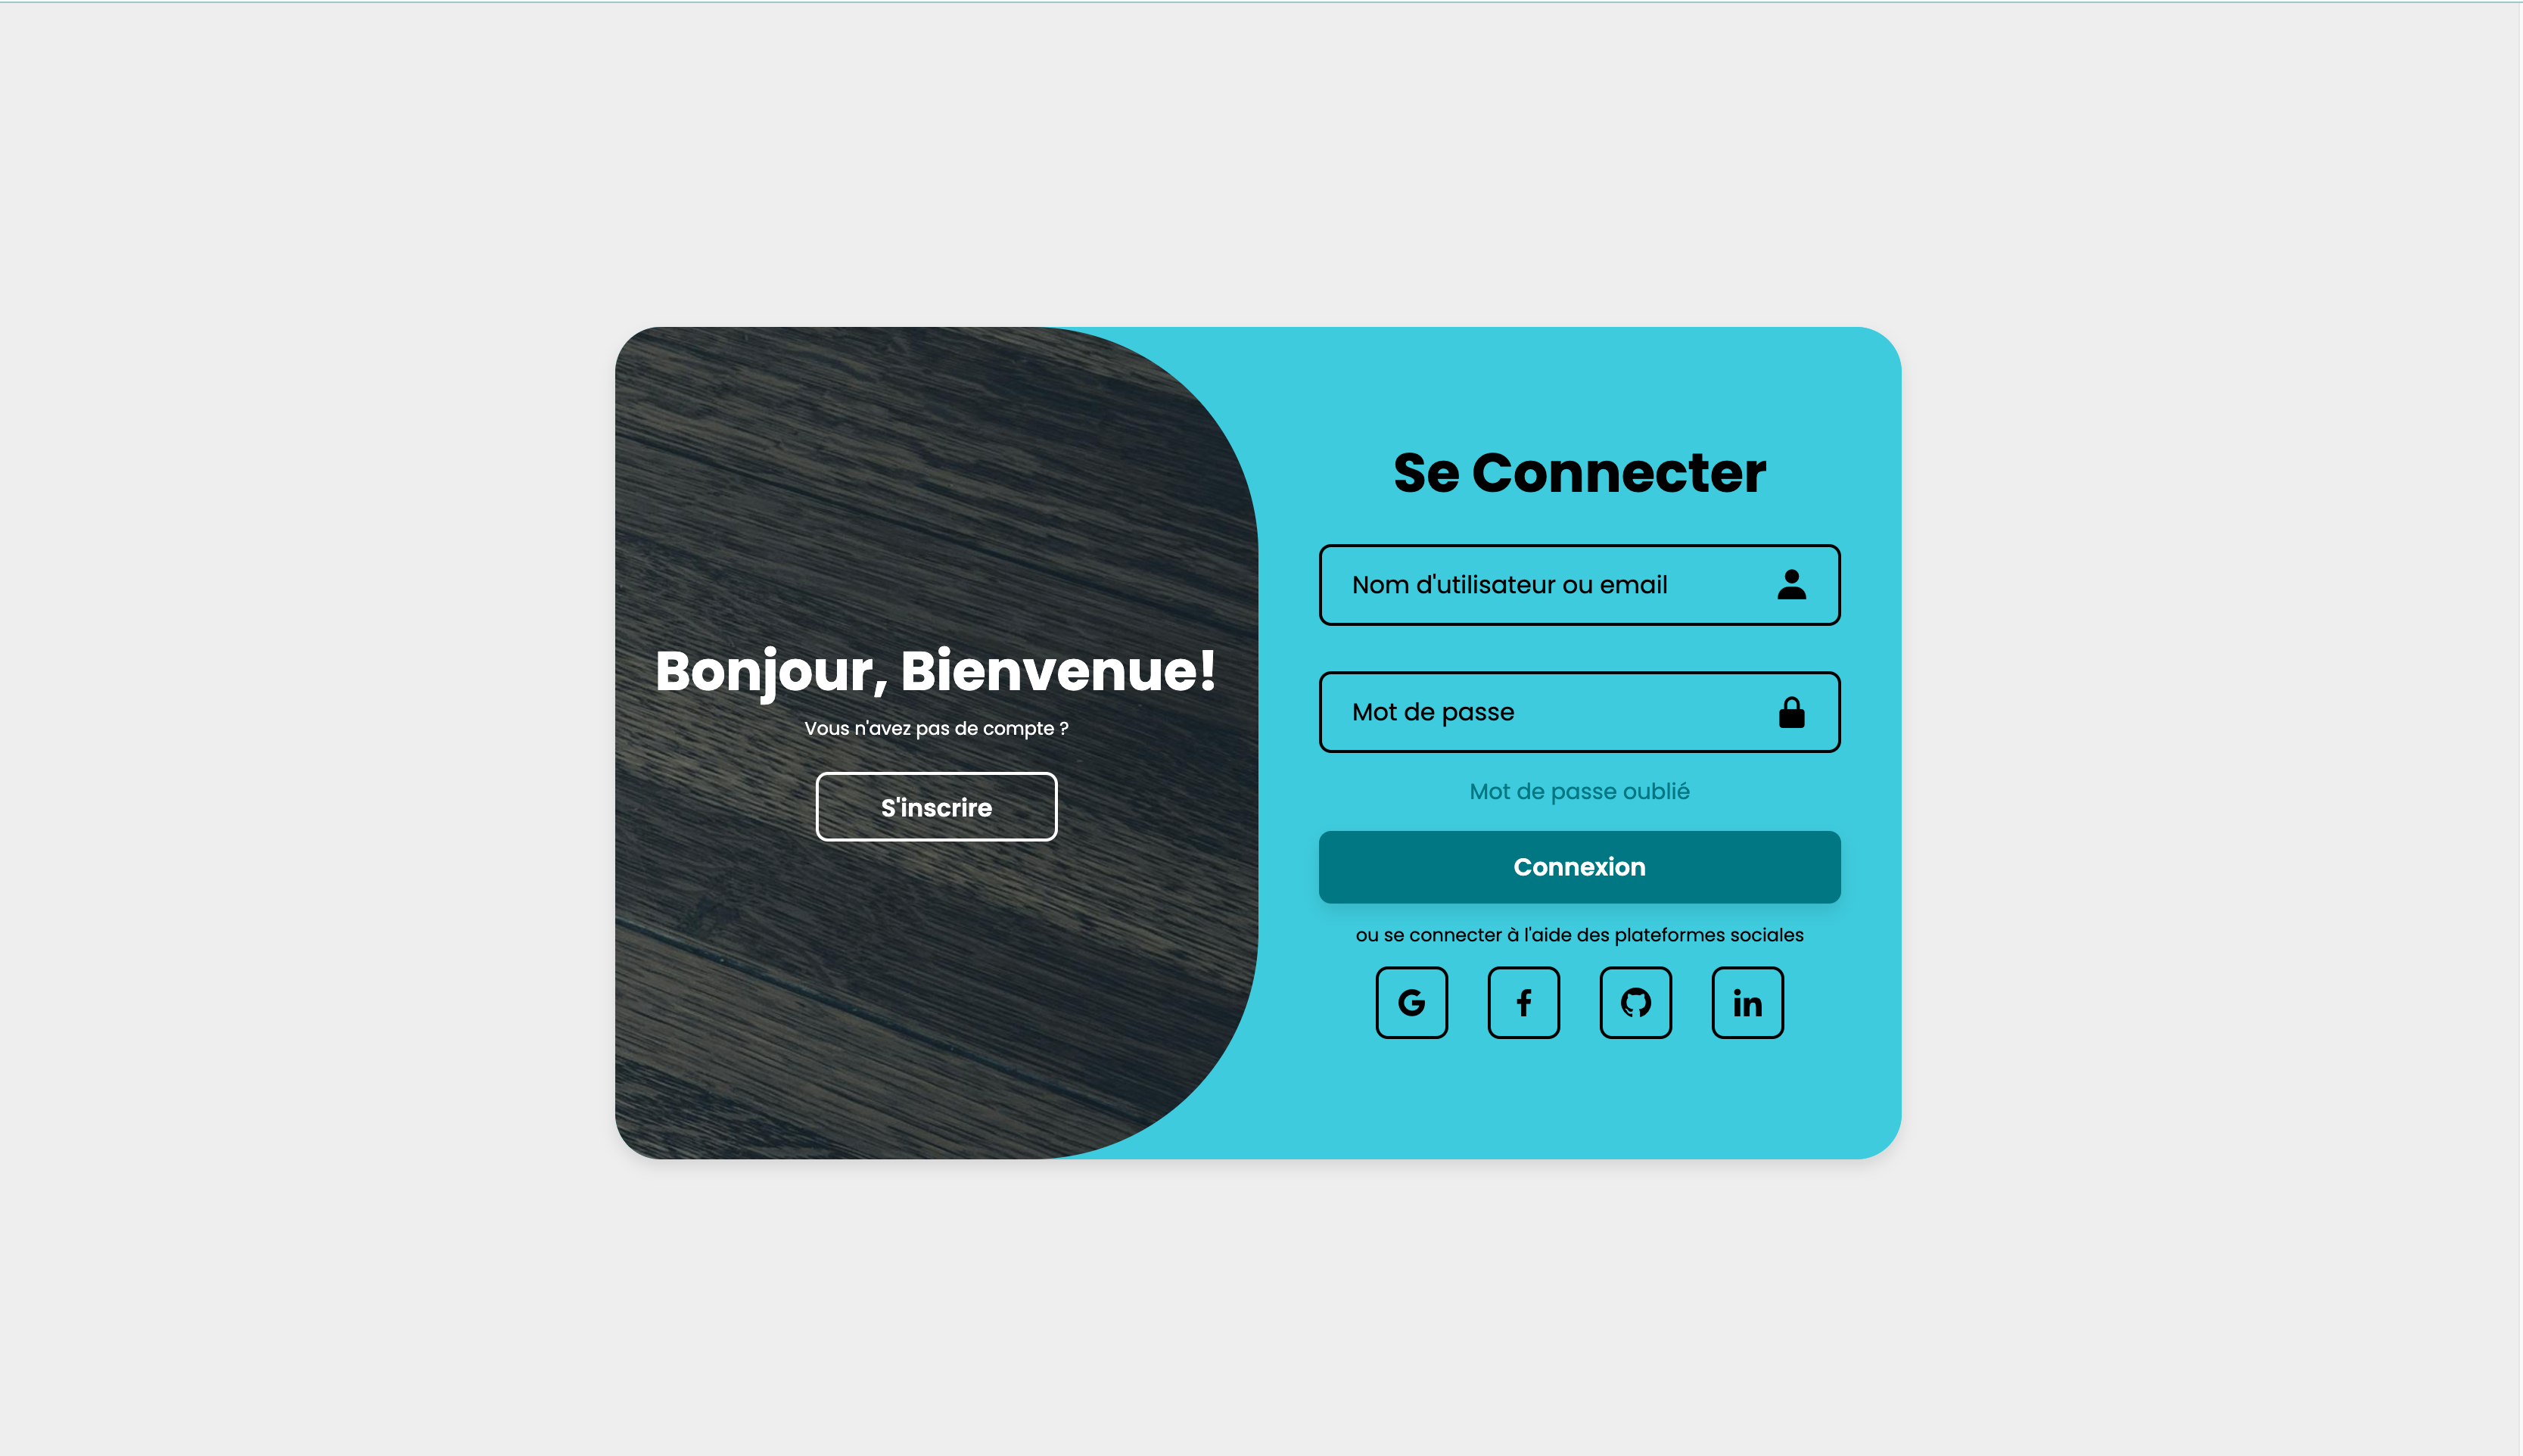 Bonjour, Bienvenue!
Vous n'avez pas de compte ?
S'inscrire
Se Connecter
Nom d'utilisateur ou email
Mot de passe
Mot de passe oublié
Connexion
ou se connecter à l'aide des plateformes sociales